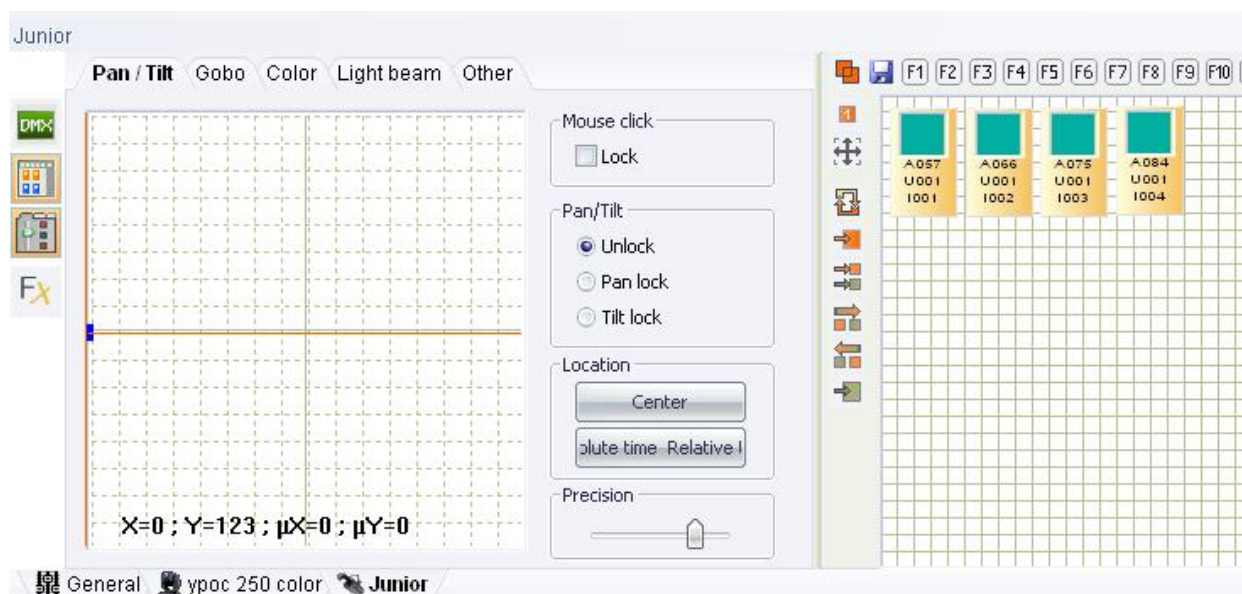 Junior
Pan / Tilt Gobo Color Light beam Other
F1 F2 F3 F4 F5 F6 F7 F8 F9 F10
DMX
Fx
Mouse click
Lock
Pan/Tilt
Unlock
Pan lock
Tilt lock
Location
Center
olute time Relative
Precision
X=0 ; Y=123 ; µX=0 ; µY=0
1
A057
U001
I001
A066
U001
I002
A075
U001
I003
A084
U001
I004
General ypoc 250 color Junior